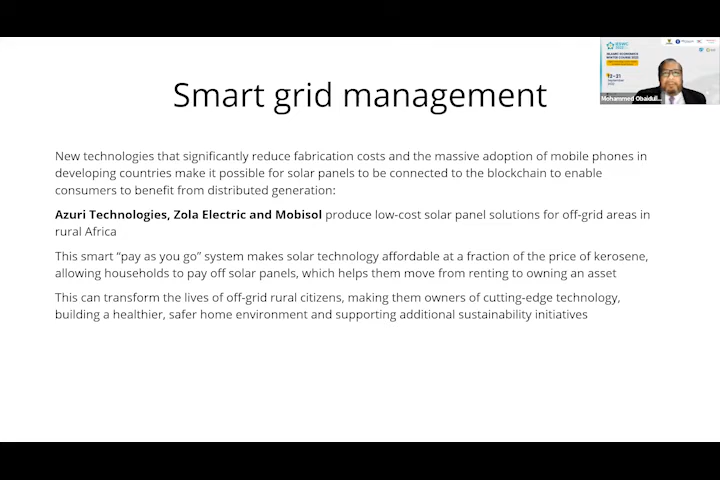 Smart grid management
New technologies that significantly reduce fabrication costs and the massive adoption of mobile phones in
developing countries make it possible for solar panels to be connected to the blockchain to enable
consumers to benefit from distributed generation:
Azuri Technologies, Zola Electric and Mobisol produce low-cost solar panel solutions for off-grid areas in
rural Africa
This smart “pay as you go” system makes solar technology affordable at a fraction of the price of kerosene,
allowing households to pay off solar panels, which helps them move from renting to owning an asset
This can transform the lives of off-grid rural citizens, making them owners of cutting-edge technology,
building a healthier, safer home environment and supporting additional sustainability initiatives
Mohammed Obaidull...